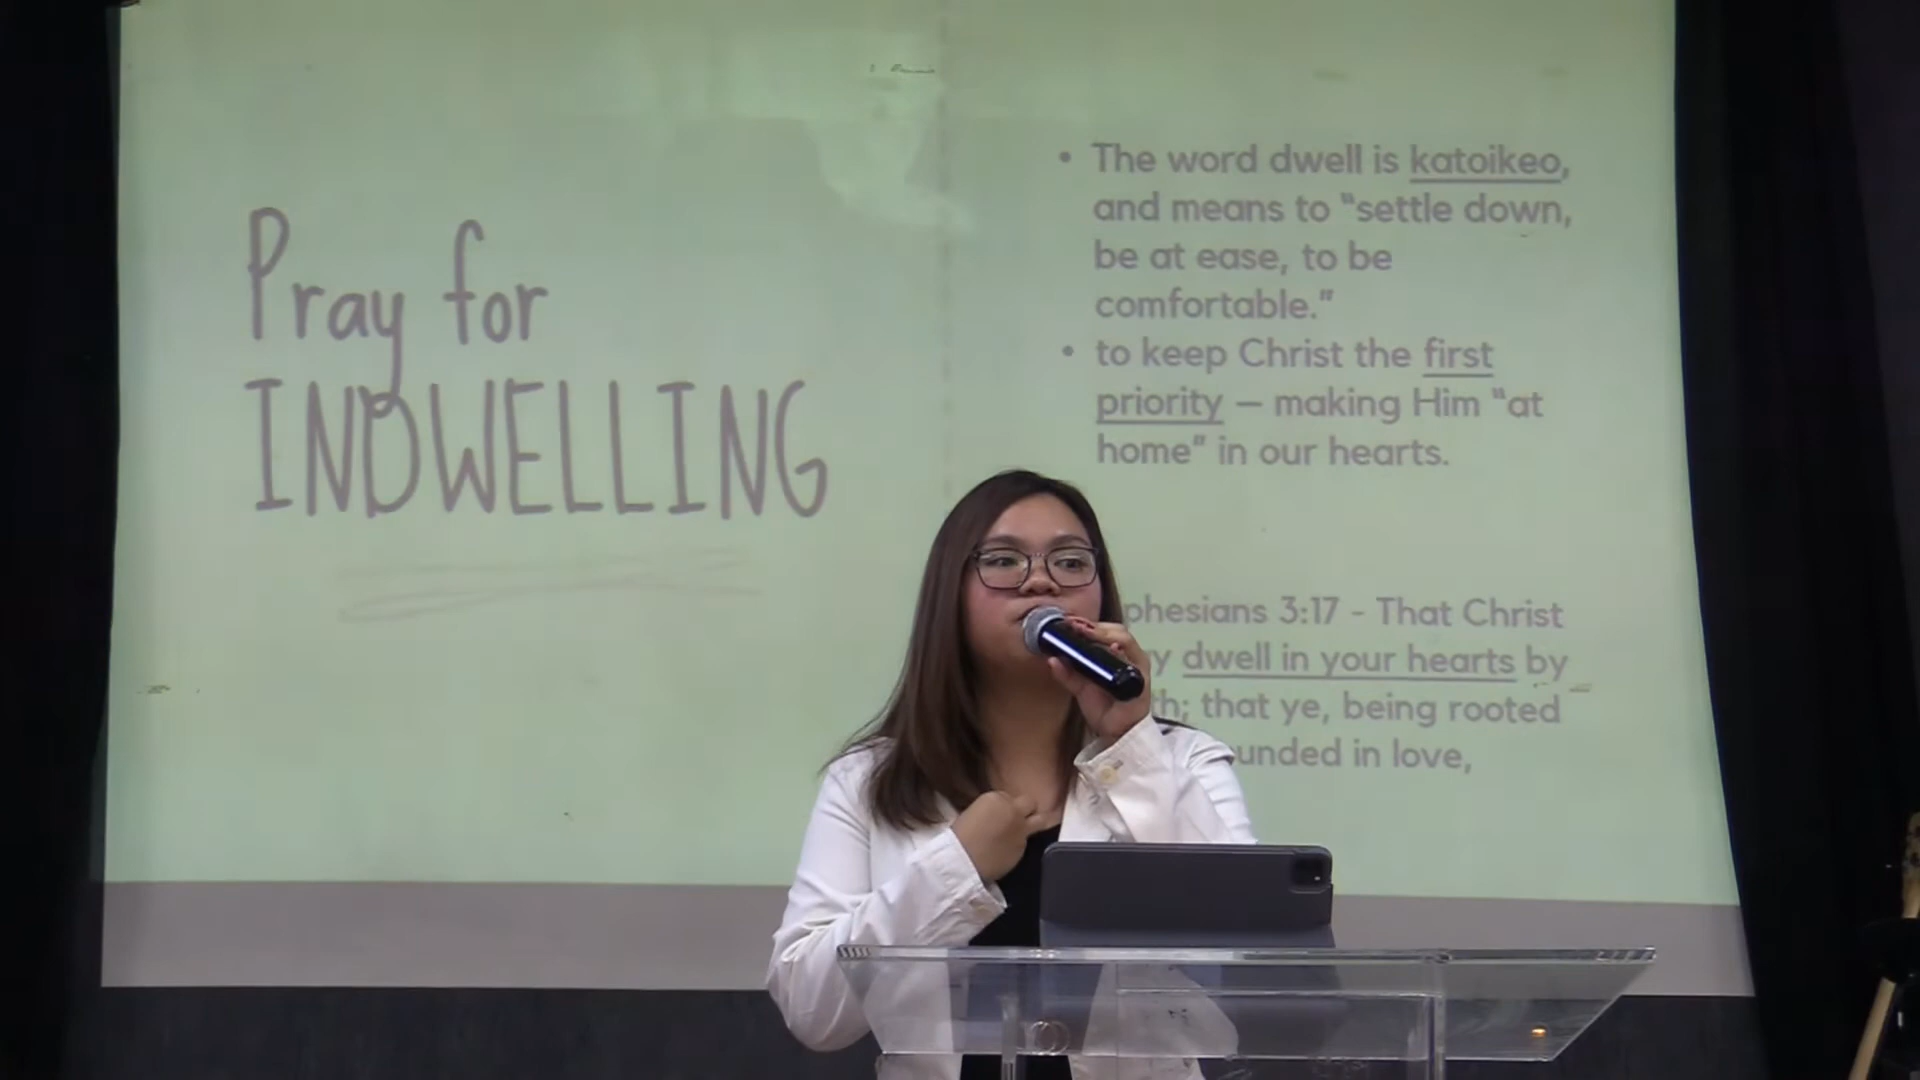 Pray for
INDWELLING
• The word dwell is katoikeo,
and means to "settle down,
be at ease, to be
comfortable."
• to keep Christ the first
priority — making Him "at
home" in our hearts.
phesians 3:17 - That Christ
y dwell in your hearts by
th; that ye, being rooted
unded in love,